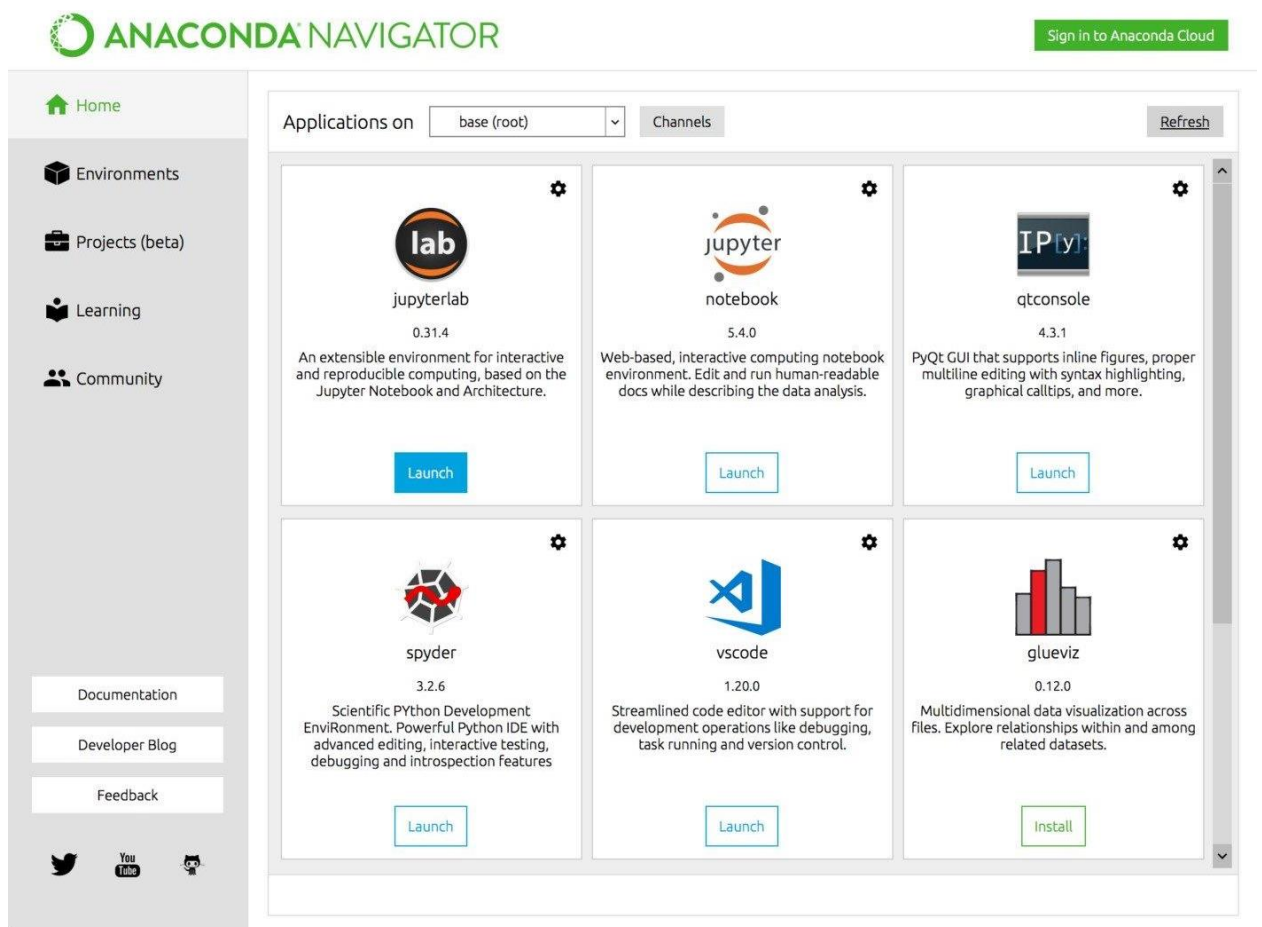 ANACONDA NAVIGATOR
Sign in to Anaconda Cloud
Home
Environments
Projects (beta)
Learning
Community
Documentation
Developer Blog
Feedback
You
Tube
Applications on
base (root)
Channels
Refresh
lab
jupyterlab
0.31.4
An extensible environment for interactive
and reproducible computing, based on the
Jupyter Notebook and Architecture.
Launch
jupyter
notebook
5.4.0
Web-based, interactive computing notebook
environment. Edit and run human-readable
docs while describing the data analysis.
Launch
IP[y]:
qtconsole
4.3.1
PyQt GUI that supports inline figures, proper
multiline editing with syntax highlighting,
graphical calltips, and more.
Launch
spyder
3.2.6
Scientific PYthon Development
EnviRonment. Powerful Python IDE with
advanced editing, interactive testing,
debugging and introspection features
Launch
vscode
1.20.0
Streamlined code editor with support for
development operations like debugging,
task running and version control.
Launch
glueviz
0.12.0
Multidimensional data visualization across
files. Explore relationships within and among
related datasets.
Install